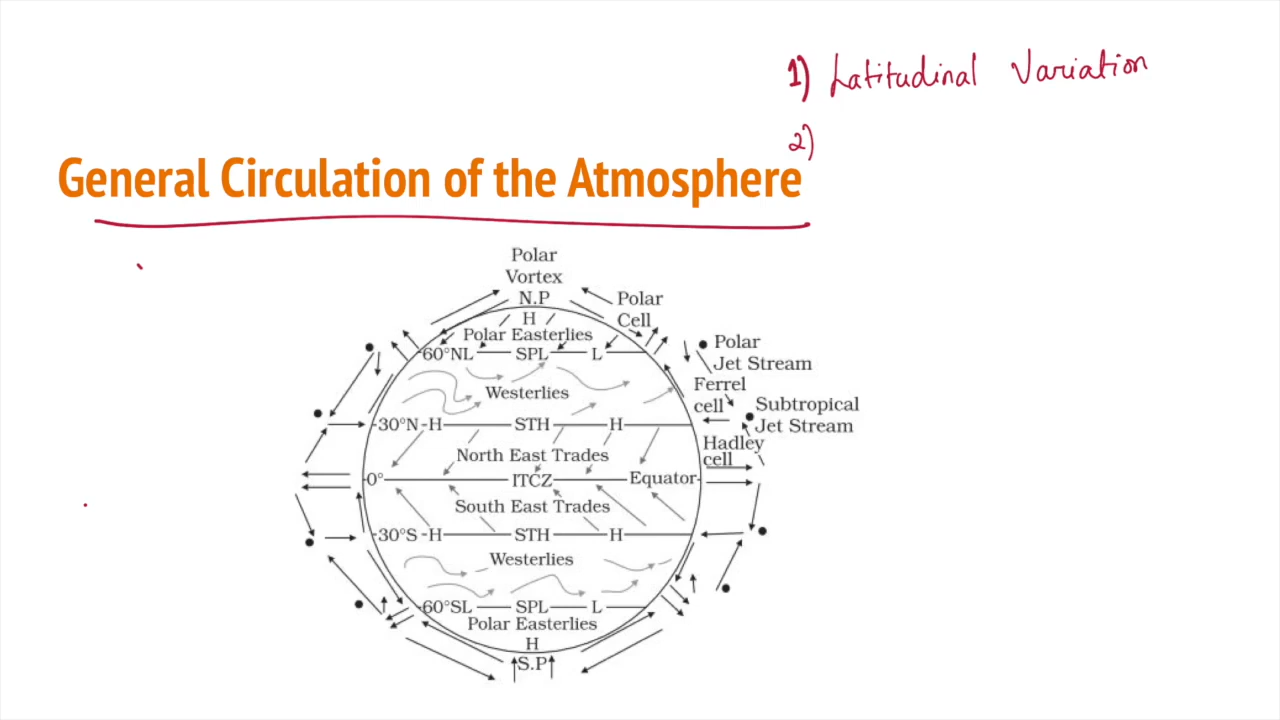 1) Latitudinal Variation
2)
General Circulation of the Atmosphere
Polar
Vortex
N.P
H
Polar
Cell
Polar Easterlies
60°NL SPL L
Polar
Jet Stream
Westerlies
Ferrel
cell
Subtropical
Jet Stream
30°N-H STH H
Hadley
cell
North East Trades
0° ITCZ Equator
South East Trades
30°S-H STH H
Westerlies
60°SL SPL L
Polar Easterlies
H
S.P